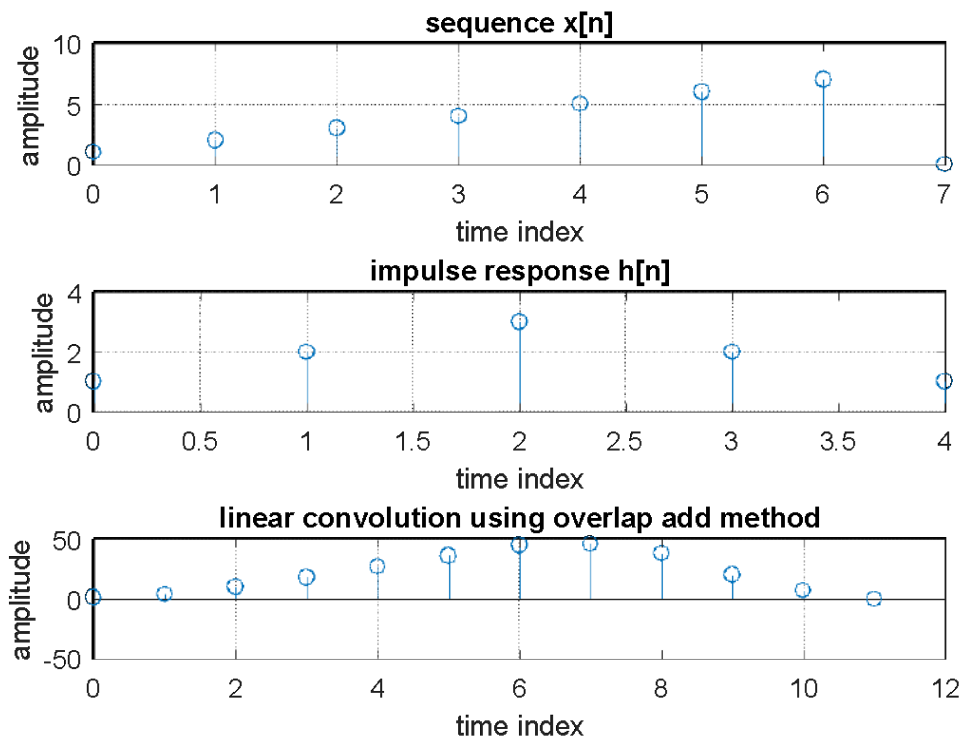 sequence x[n]
10
5
0
amplitude
0 1 2 3 4 5 6 7
time index
impulse response h[n]
4
2
0
amplitude
0 0.5 1 1.5 2 2.5 3 3.5 4
time index
linear convolution using overlap add method
50
0
-50
amplitude
0 2 4 6 8 10 12
time index